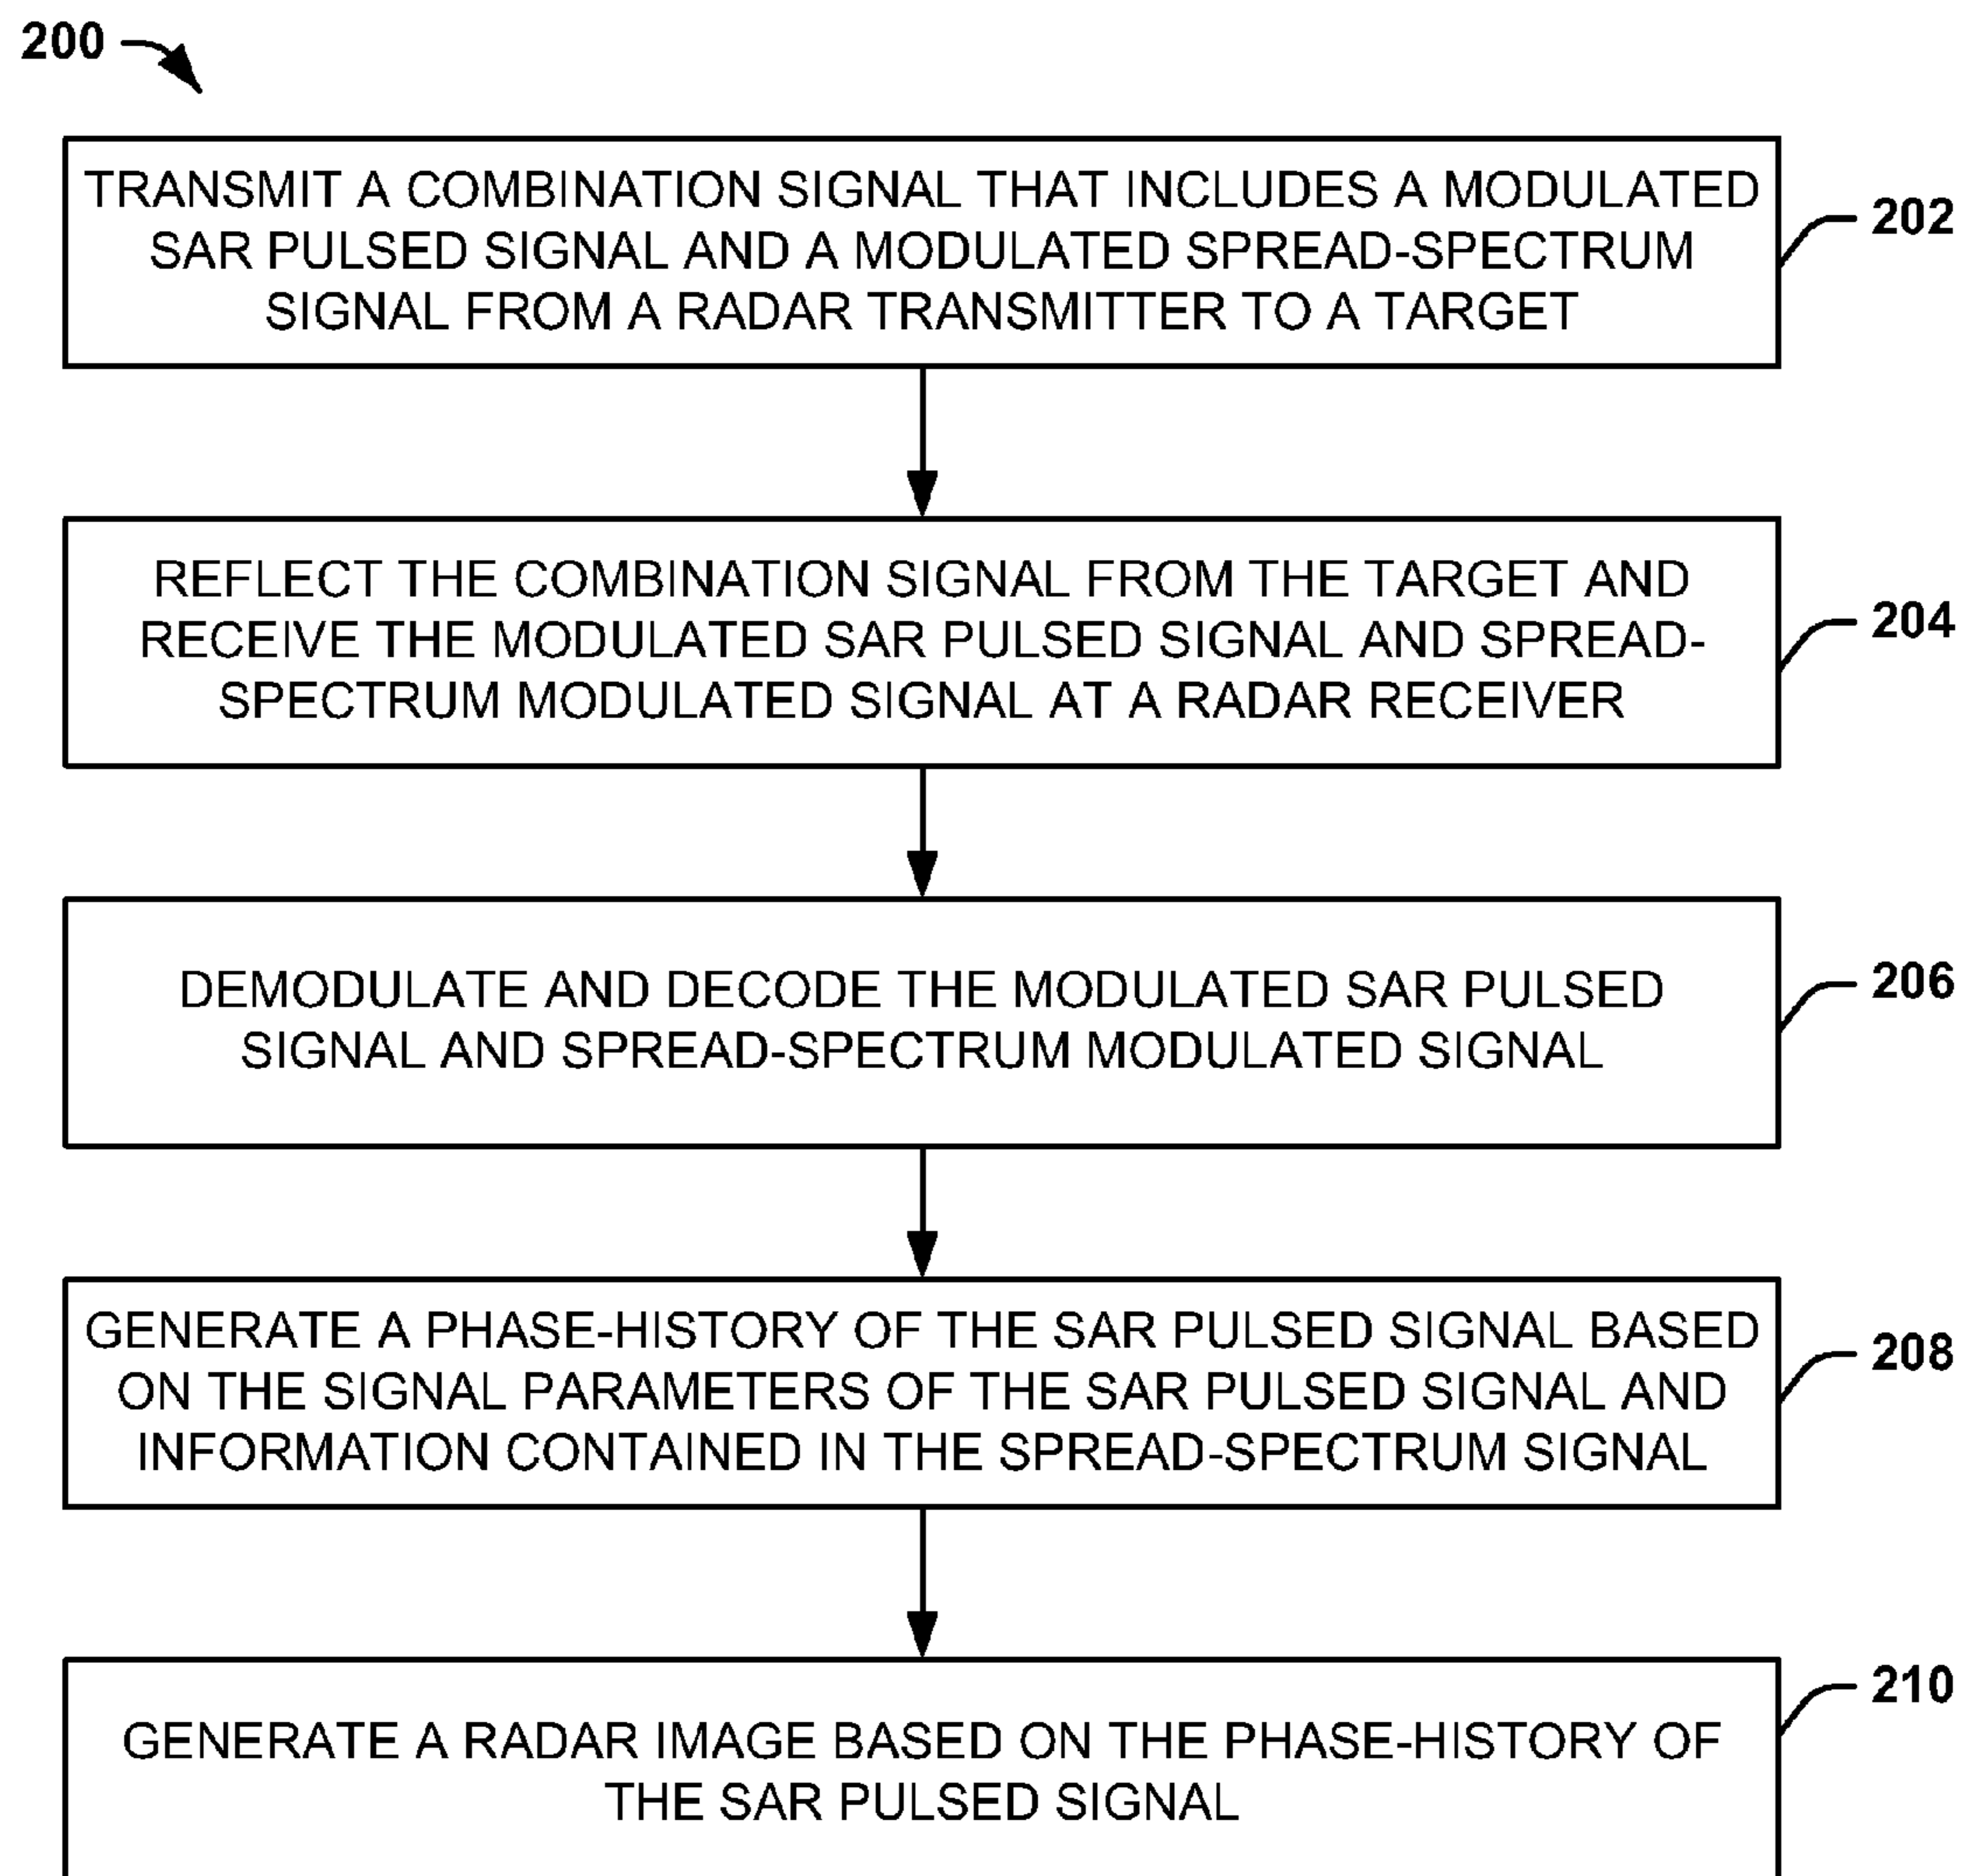 200
TRANSMIT A COMBINATION SIGNAL THAT INCLUDES A MODULATED
SAR PULSED SIGNAL AND A MODULATED SPREAD-SPECTRUM
SIGNAL FROM A RADAR TRANSMITTER TO A TARGET
202
REFLECT THE COMBINATION SIGNAL FROM THE TARGET AND
RECEIVE THE MODULATED SAR PULSED SIGNAL AND SPREAD-
SPECTRUM MODULATED SIGNAL AT A RADAR RECEIVER
204
DEMODULATE AND DECODE THE MODULATED SAR PULSED
SIGNAL AND SPREAD-SPECTRUM MODULATED SIGNAL
206
GENERATE A PHASE-HISTORY OF THE SAR PULSED SIGNAL BASED
ON THE SIGNAL PARAMETERS OF THE SAR PULSED SIGNAL AND
INFORMATION CONTAINED IN THE SPREAD-SPECTRUM SIGNAL
208
GENERATE A RADAR IMAGE BASED ON THE PHASE-HISTORY OF
THE SAR PULSED SIGNAL
210